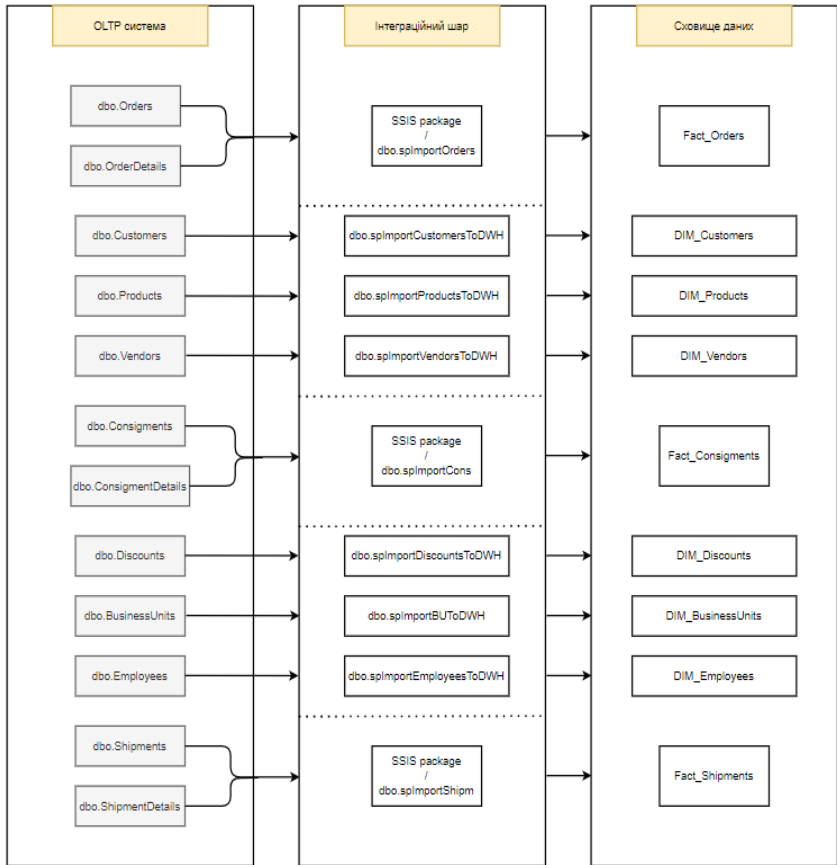 OLTP система
Інтеграційний шар
Сховище даних
dbo.Orders
dbo.OrderDetails
SSIS package
/
dbo.spImportOrders
Fact_Orders
dbo.Customers
dbo.spImportCustomersToDWH
DIM_Customers
dbo.Products
dbo.spImportProductsToDWH
DIM_Products
dbo.Vendors
dbo.spImportVendorsToDWH
DIM_Vendors
dbo.Consigments
dbo.ConsigmentDetails
SSIS package
/
dbo.spImportCons
Fact_Consigments
dbo.Discounts
dbo.spImportDiscountsToDWH
DIM_Discounts
dbo.BusinessUnits
dbo.spImportBUToDWH
DIM_BusinessUnits
dbo.Employees
dbo.spImportEmployeesToDWH
DIM_Employees
dbo.Shipments
dbo.ShipmentDetails
SSIS package
/
dbo.spImportShipm
Fact_Shipments